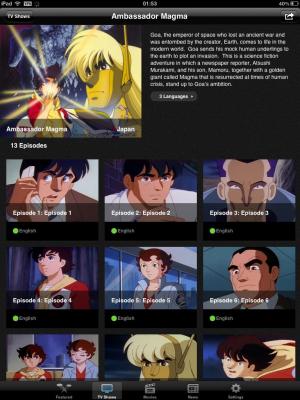 iPad
VPN
01:53
40%
TV Shows
Ambassador Magma
Goa, the emperor of space who lost an ancient war and
was entombed by the creator, Earth, comes to life in the
modern world. Goa sends his mock human underlings
to the earth to plot an invasion. This is a science fiction
adventure in which a newspaper reporter, Atsushi
Murakami, and his son, Mamoru, together with a golden
giant called Magma that is resurrected at times of human
crisis, stand up to Goa's ambition.
3 Languages
Ambassador Magma Japan
13 Episodes
Episode 1: Episode 1
Episode 2: Episode 2
Episode 3: Episode 3
English
English
English
Episode 4: Episode 4
Episode 5: Episode 5
Episode 6: Episode 6
English
English
English
Featured
TV Shows
Movies
News
Settings